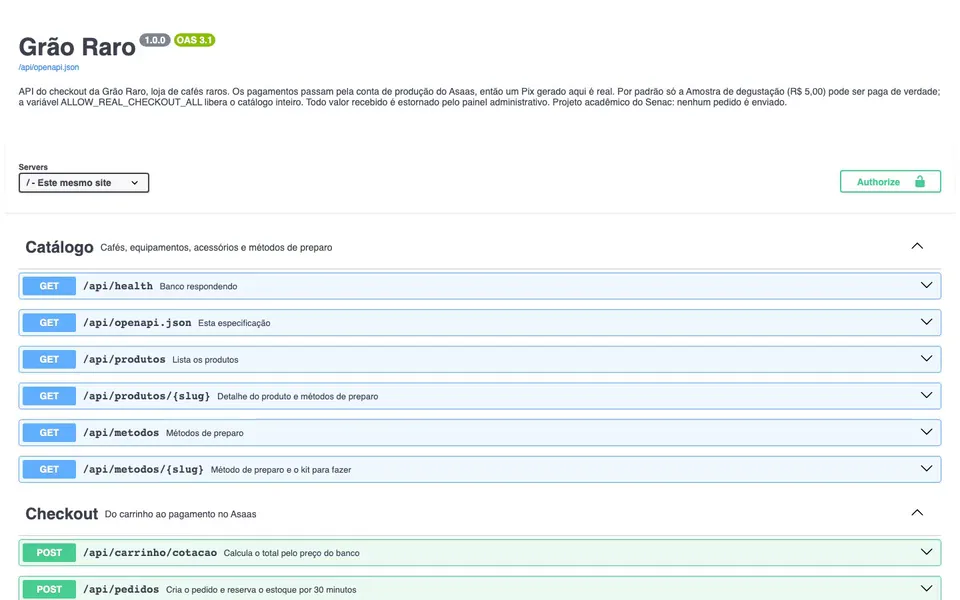 Grão Raro 1.0.0 OAS 3.1
/api/openapi.json
API do checkout da Grão Raro, loja de cafés raros. Os pagamentos passam pela conta de produção do Asaas, então um Pix gerado aqui é real. Por padrão só a Amostra de degustação (R$ 5,00) pode ser paga de verdade;
a variável ALLOW_REAL_CHECKOUT_ALL libera o catálogo inteiro. Todo valor recebido é estornado pelo painel administrativo. Projeto acadêmico do Senac: nenhum pedido é enviado.
Servers
/ - Este mesmo site
Authorize
Catálogo Cafés, equipamentos, acessórios e métodos de preparo
GET /api/health Banco respondendo
GET /api/openapi.json Esta especificação
GET /api/produtos Lista os produtos
GET /api/produtos/{slug} Detalhe do produto e métodos de preparo
GET /api/metodos Métodos de preparo
GET /api/metodos/{slug} Método de preparo e o kit para fazer
Checkout Do carrinho ao pagamento no Asaas
POST /api/carrinho/cotacao Calcula o total pelo preço do banco
POST /api/pedidos Cria o pedido e reserva o estoque por 30 minutos